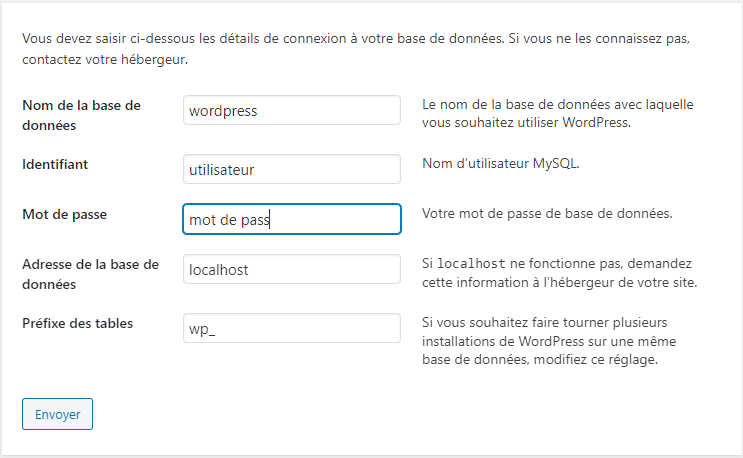 Vous devez saisir ci-dessous les détails de connexion à votre base de données. Si vous ne les connaissez pas,
contactez votre hébergeur.
Nom de la base de
données
wordpress
Le nom de la base de données avec laquelle
vous souhaitez utiliser WordPress.
Identifiant
utilisateur
Nom d'utilisateur MySQL.
Mot de passe
mot de pass
Votre mot de passe de base de données.
Adresse de la base de
données
localhost
Si localhost ne fonctionne pas, demandez
cette information à l'hébergeur de votre site.
Préfixe des tables
wp_
Si vous souhaitez faire tourner plusieurs
installations de WordPress sur une même
base de données, modifiez ce réglage.
Envoyer